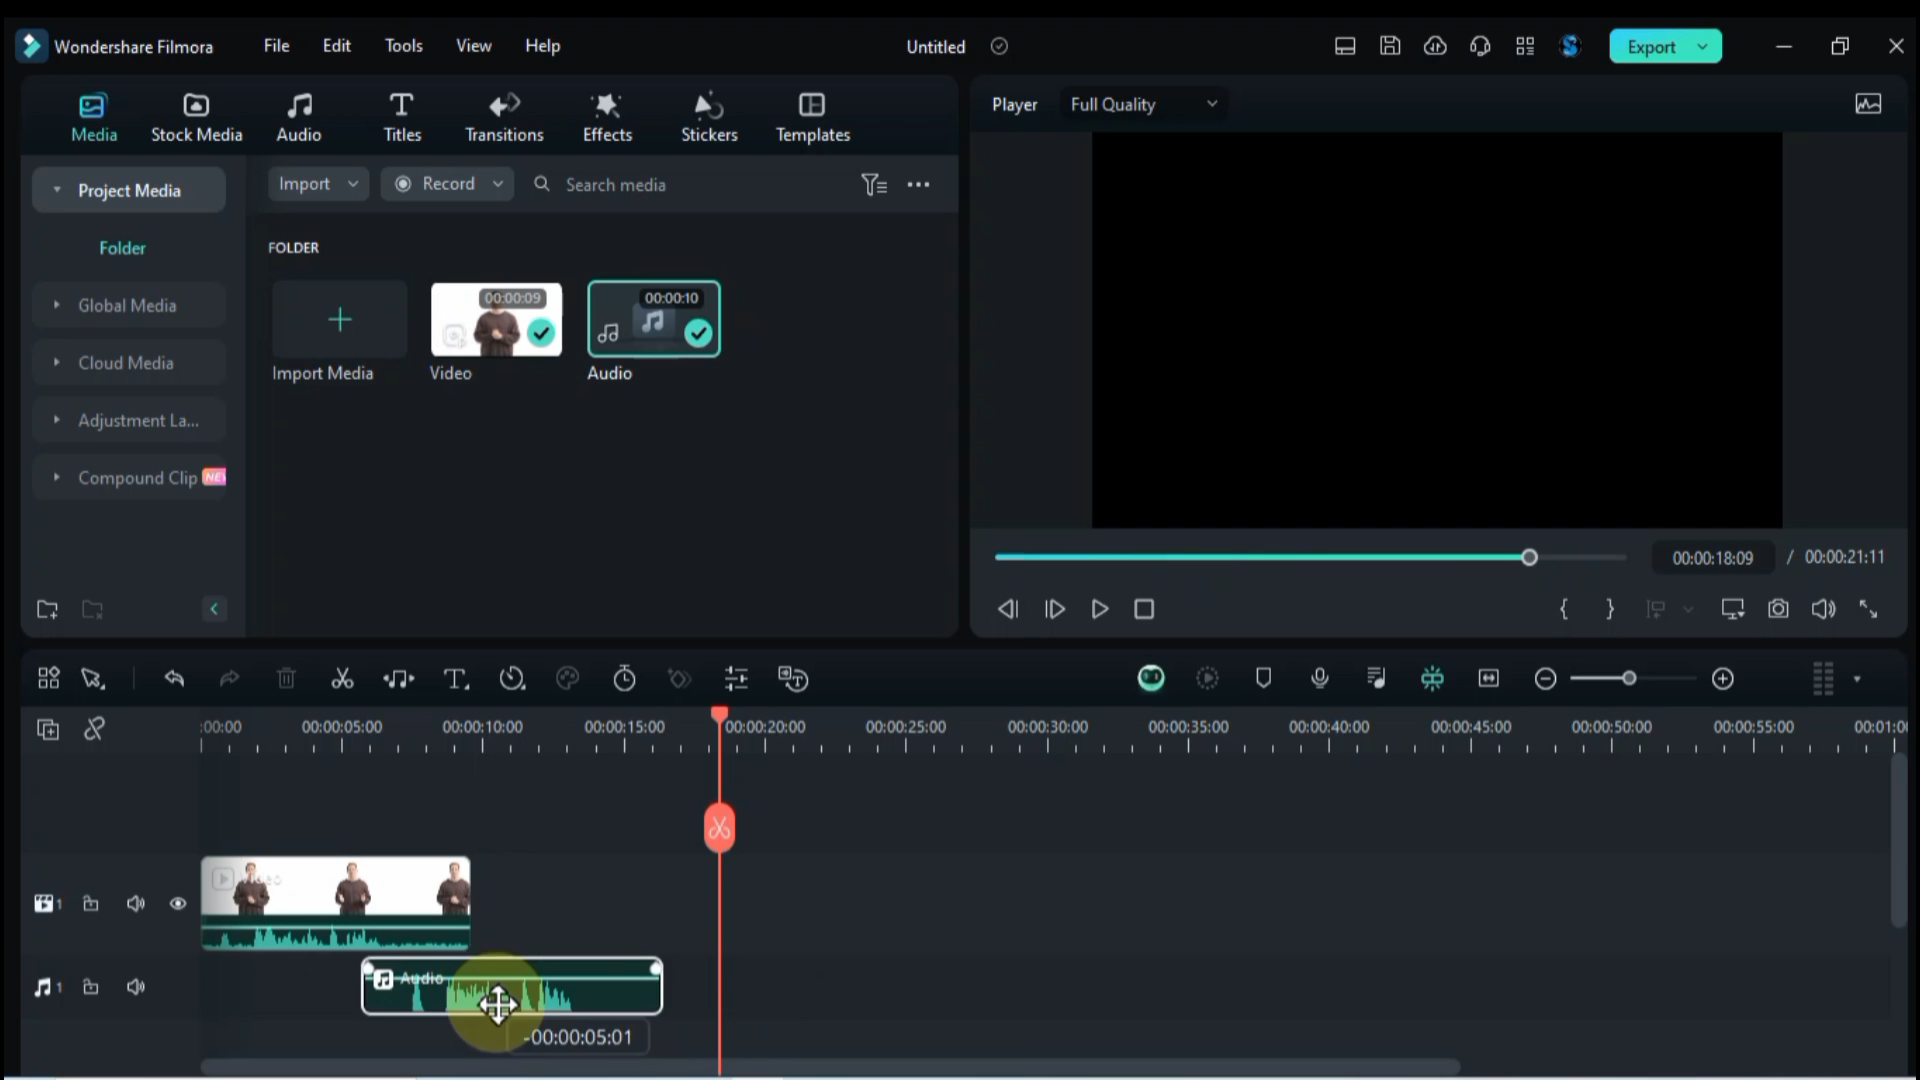 Wondershare Filmora File Edit Tools View Help Untitled Export
Media Stock Media Audio Titles Transitions Effects Stickers Templates
Player Full Quality
Project Media
Import Record Search media
Folder
FOLDER
Global Media
00:00:09 00:00:10
Cloud Media
Import Media Video Audio
Adjustment La...
Compound Clip
00:00:18:09 / 00:00:21:11
:00:00 00:00:05:00 00:00:10:00 00:00:15:00 00:00:20:00 00:00:25:00 00:00:30:00 00:00:35:00 00:00:40:00 00:00:45:00 00:00:50:00 00:00:55:00 00:01:0
1
Audio
1
-00:00:05:01